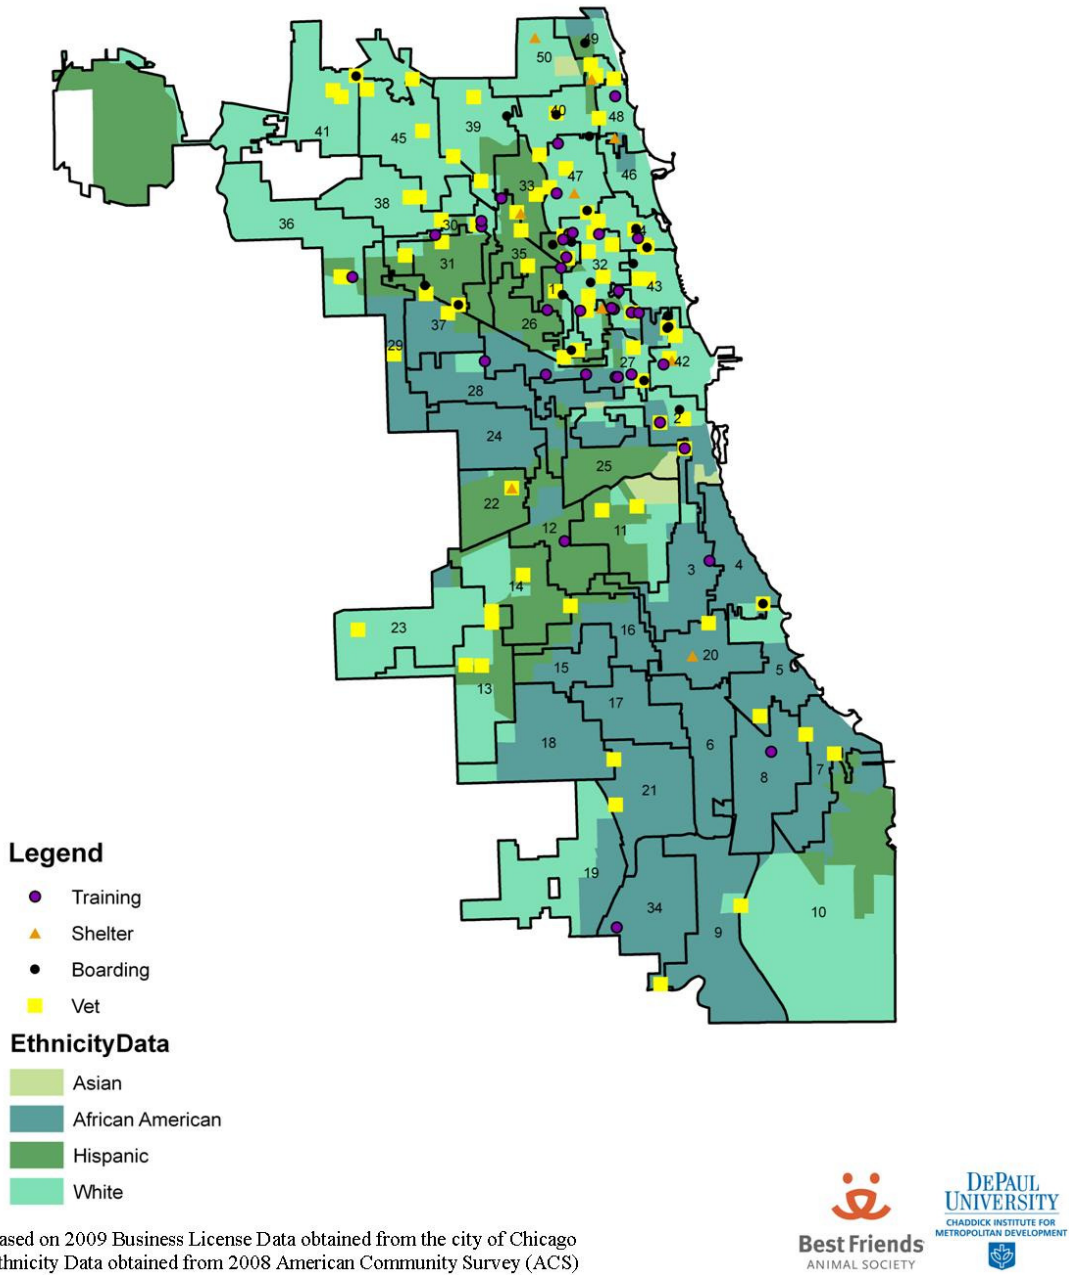 49
50
40
48
41
45
39
47
46
33
38
36
30
35
31
32
43
1
26
37
29
27
42
28
2
24
25
22
12
11
14
3
4
23
16
15
20
5
13
17
18
6
8
7
21
19
34
10
9
Legend
Training
Shelter
Boarding
Vet
EthnicityData
Asian
African American
Hispanic
White
ased on 2009 Business License Data obtained from the city of Chicago
thnicity Data obtained from 2008 American Community Survey (ACS)
Best Friends
ANIMAL SOCIETY
DEPAUL
UNIVERSITY
CHADDICK INSTITUTE FOR
METROPOLITAN DEVELOPMENT